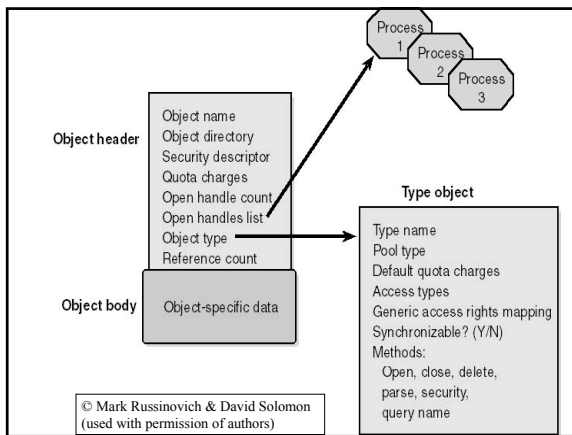 Process
1
Process
2
Process
3
Object header
Object name
Object directory
Security descriptor
Quota charges
Open handle count
Open handles list
Object type
Reference count
Object body
Object-specific data
Type object
Type name
Pool type
Default quota charges
Access types
Generic access rights mapping
Synchronizable? (Y/N)
Methods:
Open, close, delete,
parse, security,
query name
© Mark Russinovich & David Solomon
(used with permission of authors)